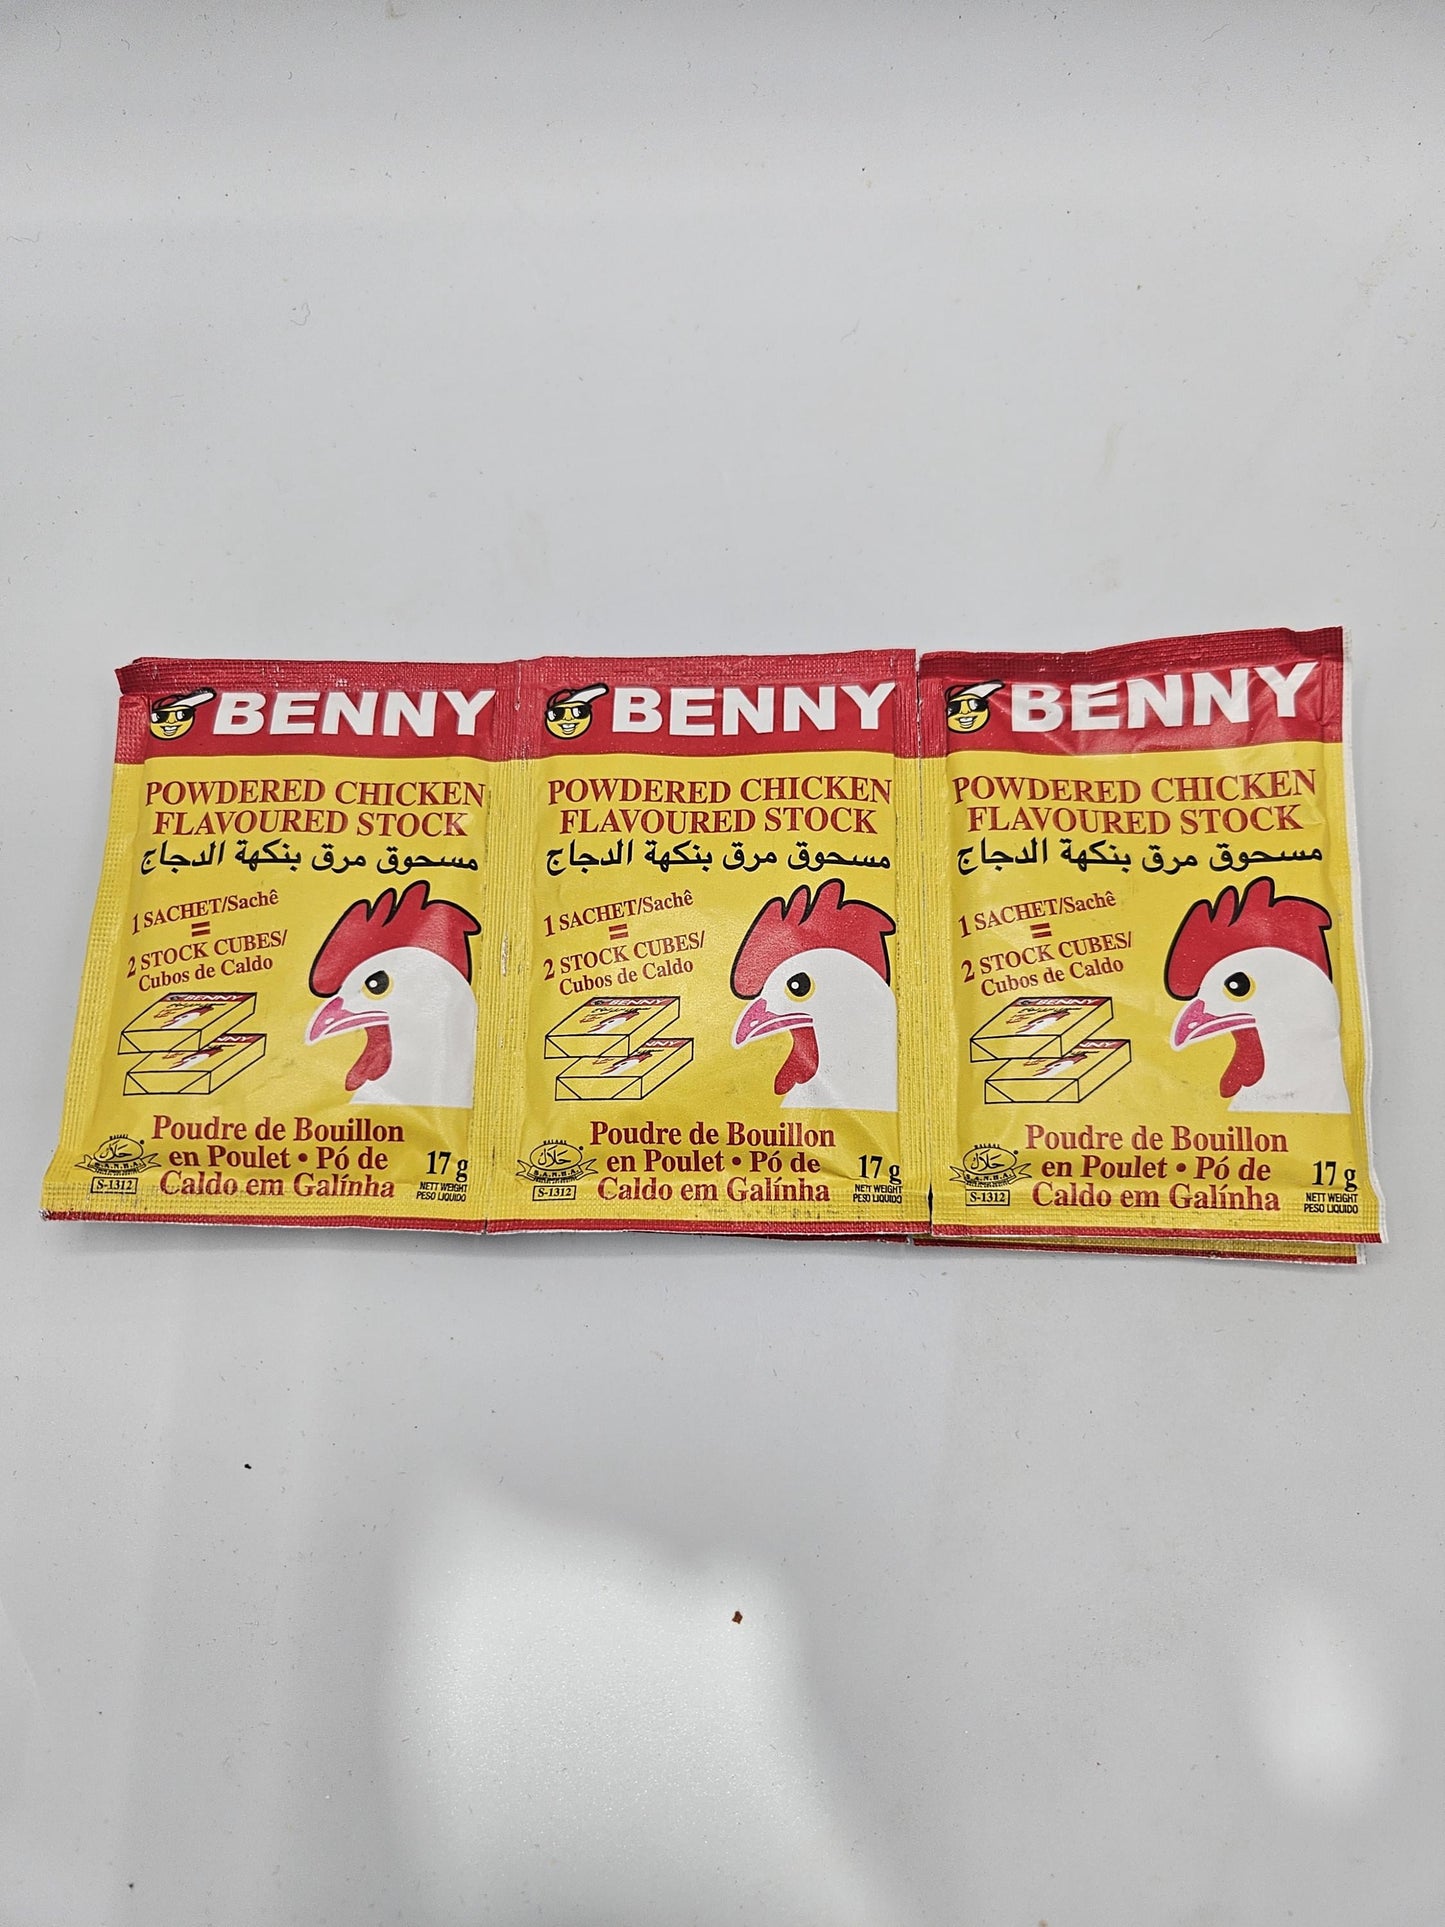 BENNY
POWDERED CHICKEN
FLAVOURED STOCK
مسحوق مرق بنكهة الدجاج
1 SACHET/Sachê
=
2 STOCK CUBES/
Cubos de Caldo
BENNY
Poudre de Bouillon
en Poulet • Pó de
Caldo em Galínha
S-1312
17 g
NETT WEIGHT
PESO LIQUIDO
BENNY
POWDERED CHICKEN
FLAVOURED STOCK
مسحوق مرق بنكهة الدجاج
1 SACHET/Sachê
=
2 STOCK CUBES/
Cubos de Caldo
BENNY
Poudre de Bouillon
en Poulet • Pó de
Caldo em Galínha
S-1312
17 g
NETT WEIGHT
PESO LIQUIDO
BENNY
POWDERED CHICKEN
FLAVOURED STOCK
مسحوق مرق بنكهة الدجاج
1 SACHET/Sachê
=
2 STOCK CUBES/
Cubos de Caldo
BENNY
Poudre de Bouillon
en Poulet • Pó de
Caldo em Galínha
S-1312
17 g
NETT WEIGHT
PESO LIQUIDO